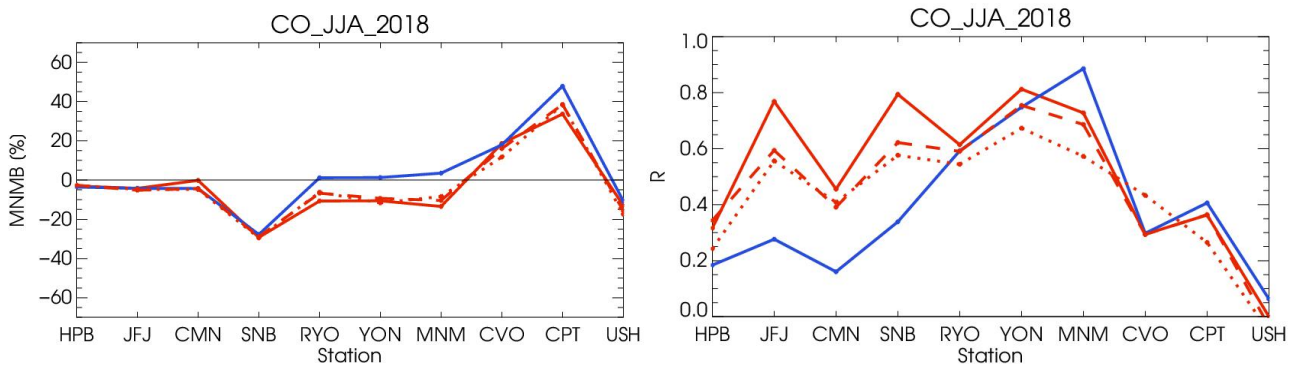 CO_JJA_2018
MNMB (%)
60
40
20
0
−20
−40
−60
HPB JFJ CMN SNB RYO YON MNM CVO CPT USH
Station
CO_JJA_2018
R
1.0
0.8
0.6
0.4
0.2
0.0
HPB JFJ CMN SNB RYO YON MNM CVO CPT USH
Station